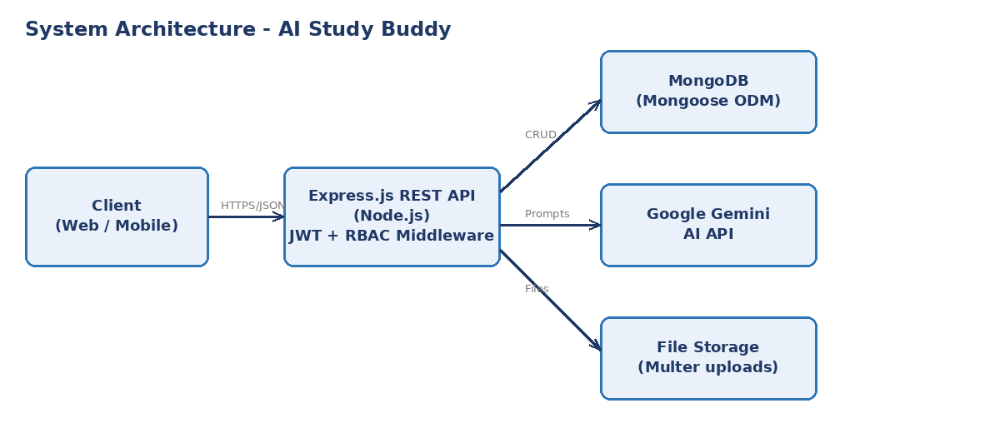 System Architecture - AI Study Buddy
MongoDB
(Mongoose ODM)
CRUD
Client
(Web / Mobile)
HTTPS/JSON
Express.js REST API
(Node.js)
JWT + RBAC Middleware
Prompts
Google Gemini
AI API
Files
File Storage
(Multer uploads)